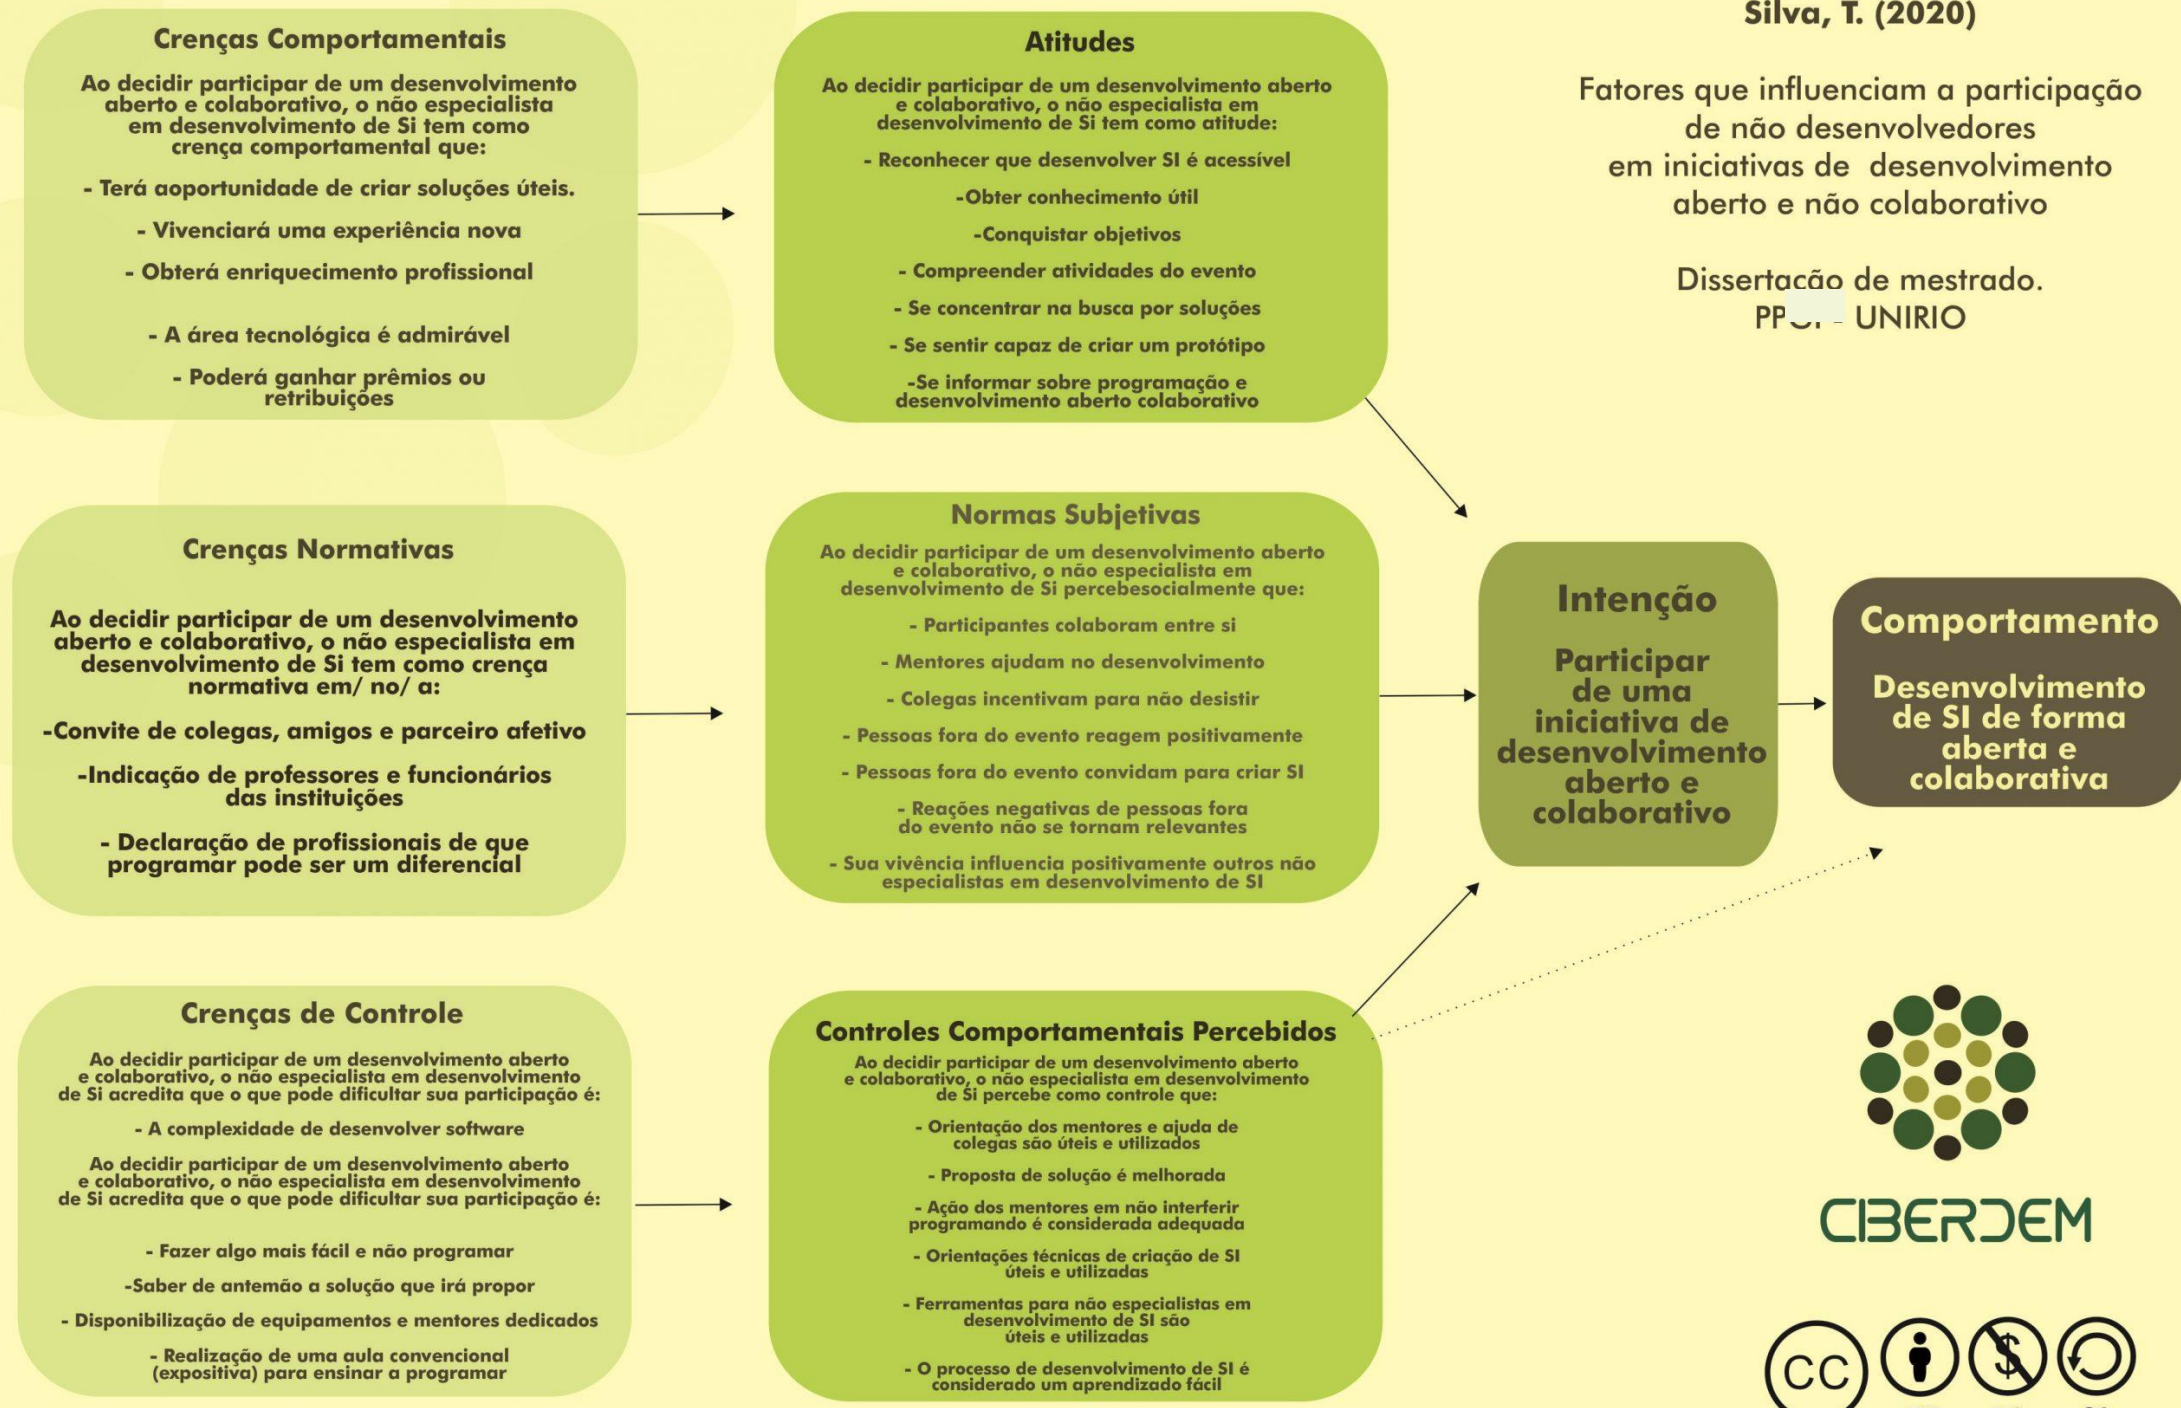 Crenças Comportamentais
Ao decidir participar de um desenvolvimento
aberto e colaborativo, o não especialista
em desenvolvimento de Si tem como
crença comportamental que:
- Terá aoportunidade de criar soluções úteis.
- Vivenciará uma experiência nova
- Obterá enriquecimento profissional
- A área tecnológica é admirável
- Poderá ganhar prêmios ou
retribuições
Atitudes
Ao decidir participar de um desenvolvimento aberto
e colaborativo, o não especialista em
desenvolvimento de Si tem como atitude:
- Reconhecer que desenvolver SI é acessível
-Obter conhecimento útil
-Conquistar objetivos
- Compreender atividades do evento
- Se concentrar na busca por soluções
- Se sentir capaz de criar um protótipo
-Se informar sobre programação e
desenvolvimento aberto colaborativo
Silva, T. (2020)
Fatores que influenciam a participação
de não desenvolvedores
em iniciativas de desenvolvimento
aberto e não colaborativo
Dissertação de mestrado.
- UNIRIO
Crenças Normativas
Ao decidir participar de um desenvolvimento
aberto e colaborativo, o não especialista em
desenvolvimento de Si tem como crença
normativa em/ no/ a:
-Convite de colegas, amigos e parceiro afetivo
-Indicação de professores e funcionários
das instituições
- Declaração de profissionais de que
programar pode ser um diferencial
Normas Subjetivas
Ao decidir participar de um desenvolvimento aberto
e colaborativo, o não especialista em
desenvolvimento de Si percebesocialmente que:
- Participantes colaboram entre si
- Mentores ajudam no desenvolvimento
- Colegas incentivam para não desistir
- Pessoas fora do evento reagem positivamente
- Pessoas fora do evento convidam para criar SI
- Reações negativas de pessoas fora
do evento não se tornam relevantes
- Sua vivência influencia positivamente outros não
especialistas em desenvolvimento de SI
Intenção
Participar
de uma
iniciativa de
desenvolvimento
aberto e
colaborativo
Comportamento
Desenvolvimento
de SI de forma
aberta e
colaborativa
Crenças de Controle
Ao decidir participar de um desenvolvimento aberto
e colaborativo, o não especialista em desenvolvimento
de Si acredita que o que pode dificultar sua participação é:
- A complexidade de desenvolver software
Ao decidir participar de um desenvolvimento aberto
e colaborativo, o não especialista em desenvolvimento
de Si acredita que o que pode dificultar sua participação é:
- Fazer algo mais fácil e não programar
-Saber de antemão a solução que irá propor
- Disponibilização de equipamentos e mentores dedicados
- Realização de uma aula convencional
(expositiva) para ensinar a programar
Controles Comportamentais Percebidos
Ao decidir participar de um desenvolvimento aberto
e colaborativo, o não especialista em desenvolvimento
de Si percebe como controle que:
- Orientação dos mentores e ajuda de
colegas são úteis e utilizados
- Proposta de solução é melhorada
- Ação dos mentores em não interferir
programando é considerada adequada
- Orientações técnicas de criação de SI
úteis e utilizadas
- Ferramentas para não especialistas em
desenvolvimento de SI são
úteis e utilizadas
- O processo de desenvolvimento de SI é
considerado um aprendizado fácil
CIBERDEM
CC